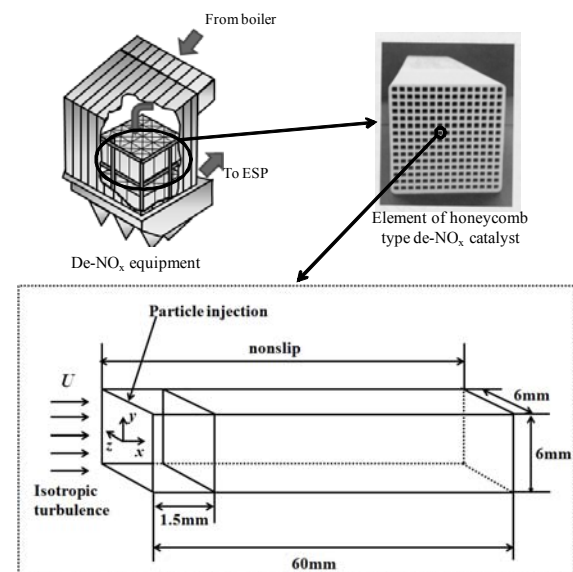 From boiler
To ESP
De-NOx equipment
Element of honeycomb
type de-NOx catalyst
Particle injection
nonslip
U
6mm
y
z
x
6mm
Isotropic
turbulence
1.5mm
60mm